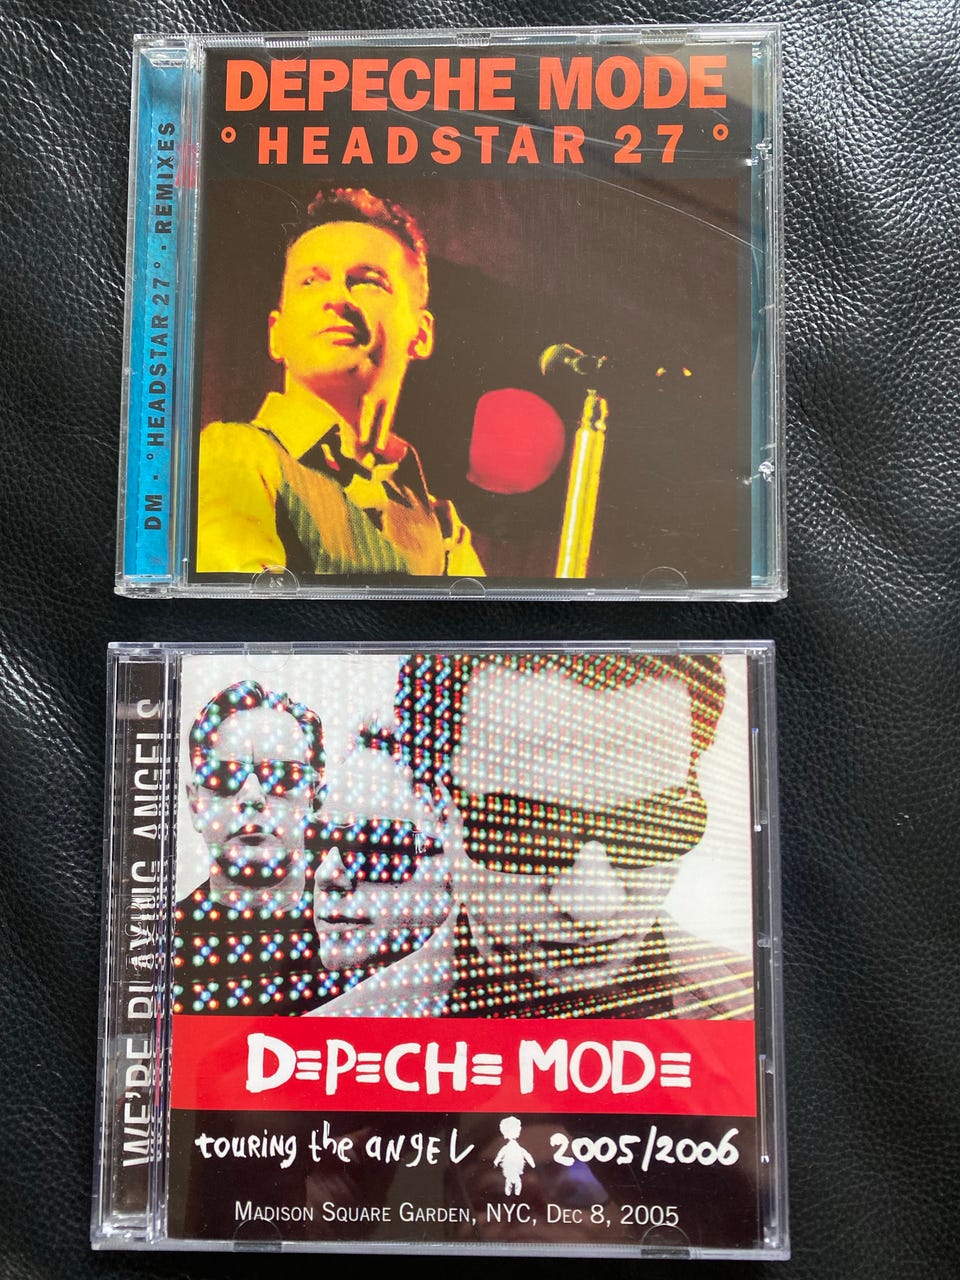 DEPECHE MODE
° HEADSTAR 27 °
DM · °HEADSTAR 27° · REMIXES
WE'RE PLAYING ANGELS
DEPECHE MODE
touring the angel 2005/2006
Madison Square Garden, NYC, Dec 8, 2005